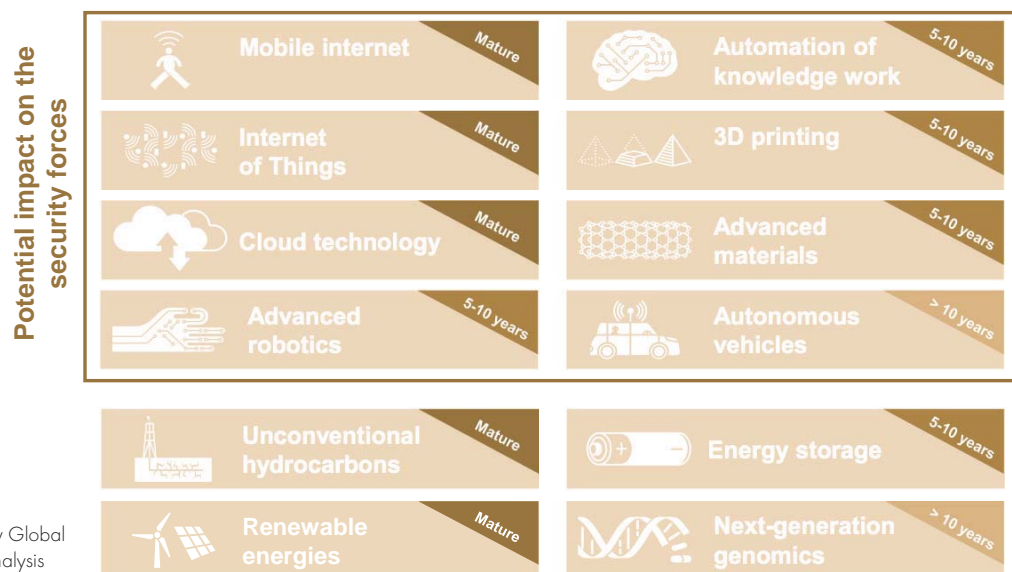 Potential impact on the
security forces
Mobile internet
Mature
Automation of
knowledge work
5-10 years
Internet
of Things
Mature
3D printing
5-10 years
Cloud technology
Mature
Advanced
materials
5-10 years
Advanced
robotics
5-10 years
Autonomous
vehicles
> 10 years
Unconventional
hydrocarbons
Mature
Energy storage
5-10 years
Renewable
energies
Mature
Next-generation
genomics
> 10 years
Global